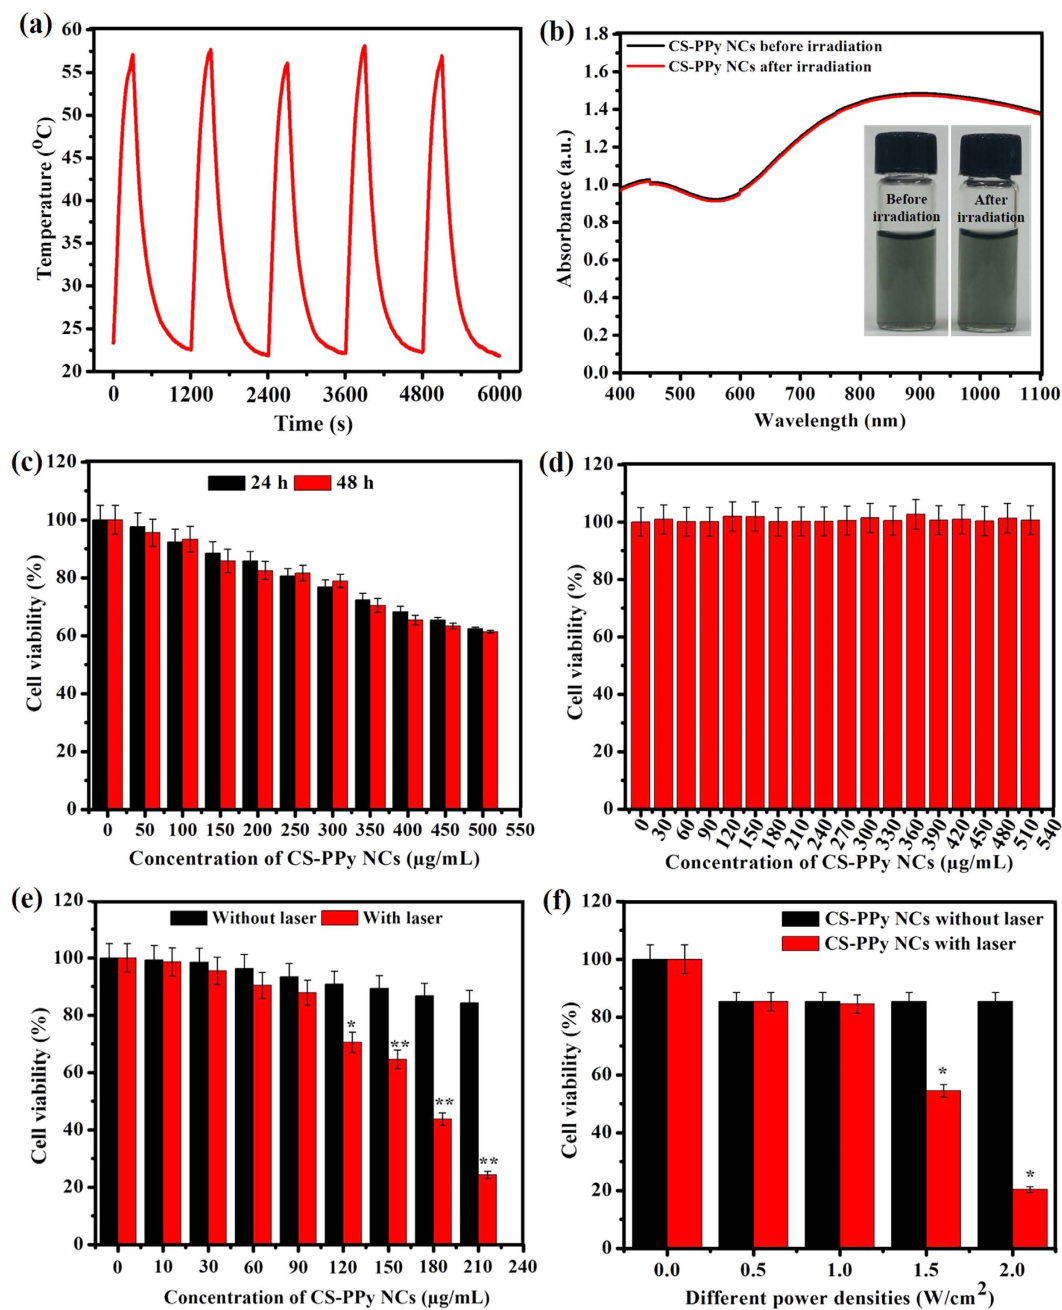 (a)
60
55
50
45
40
35
30
25
20
Temperature (⁰C)
0 1200 2400 3600 4800 6000
Time (s)
(b)
1.8
1.6
1.4
1.2
1.0
0.8
0.6
0.4
0.2
0.0
Absorbance (a.u.)
CS-PPy NCs before irradiation
CS-PPy NCs after irradiation
Before
irradiation
After
irradiation
400 500 600 700 800 900 1000 1100
Wavelength (nm)
(c)
120
100
80
60
40
20
0
Cell viability (%)
24 h 48 h
0 50 100 150 200 250 300 350 400 450 500 550
Concentration of CS-PPy NCs (µg/mL)
(d)
120
100
80
60
40
20
0
Cell viability (%)
0 30 60 90 120 150 180 210 240 270 300 330 360 390 420 450 480 510 540
Concentration of CS-PPy NCs (µg/mL)
(e)
120
100
80
60
40
20
0
Cell viability (%)
Without laser With laser
*
**
**
**
0 10 30 60 90 120 150 180 210 240
Concentration of CS-PPy NCs (µg/mL)
(f)
120
100
80
60
40
20
0
Cell viability (%)
CS-PPy NCs without laser
CS-PPy NCs with laser
*
*
0.0 0.5 1.0 1.5 2.0
Different power densities (W/cm²)